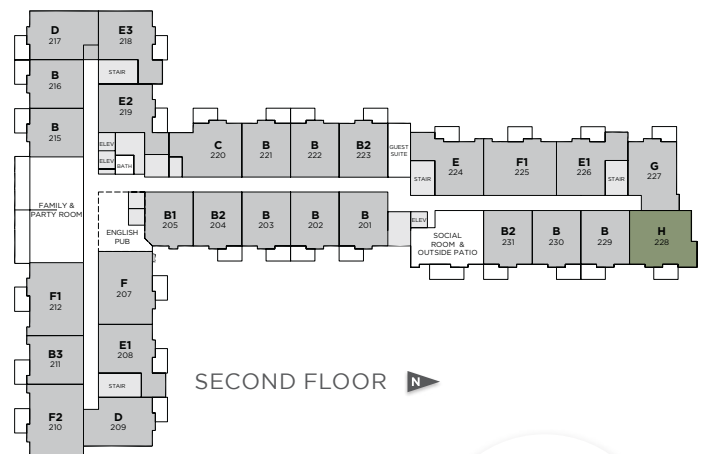 D
217
E3
218
B
216
STAIR
E2
219
B
215
ELEV
ELEV
BATH
C
220
B
221
B
222
B2
223
GUEST
SUITE
STAIR
E
224
F1
225
E1
226
STAIR
G
227
FAMILY &
PARTY ROOM
ENGLISH
PUB
B1
205
B2
204
B
203
B
202
B
201
ELEV
SOCIAL
ROOM &
OUTSIDE PATIO
B2
231
B
230
B
229
H
228
F1
212
F
207
B3
211
E1
208
STAIR
F2
210
D
209
SECOND FLOOR
N